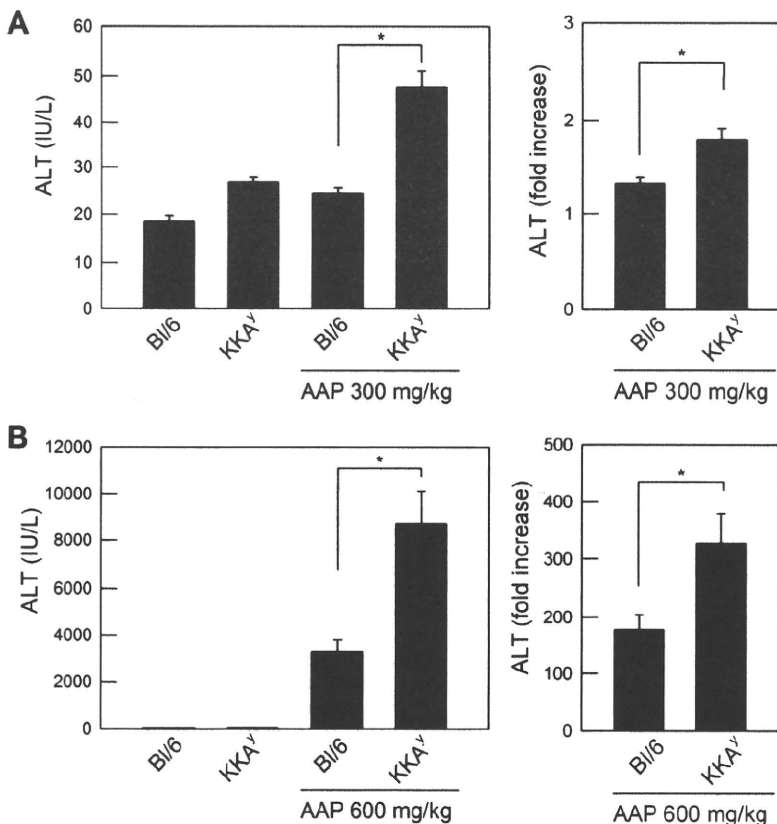 A
ALT (IU/L)
60
50
40
30
20
10
0
*
Bl/6
KKAʸ
Bl/6
KKAʸ
AAP 300 mg/kg
ALT (fold increase)
3
2
1
0
*
Bl/6
KKAʸ
AAP 300 mg/kg
B
ALT (IU/L)
12000
10000
8000
6000
4000
2000
0
*
Bl/6
KKAʸ
Bl/6
KKAʸ
AAP 600 mg/kg
ALT (fold increase)
500
400
300
200
100
0
*
Bl/6
KKAʸ
AAP 600 mg/kg